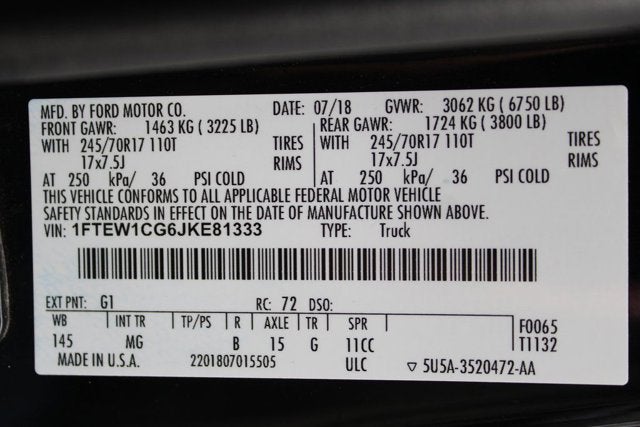 MFD. BY FORD MOTOR CO. DATE: 07/18 GVWR: 3062 KG ( 6750 LB)
FRONT GAWR: 1463 KG ( 3225 LB) REAR GAWR: 1724 KG ( 3800 LB)
WITH 245/70R17 110T TIRES WITH 245/70R17 110T TIRES
17x7.5J RIMS 17x7.5J RIMS
AT 250 kPa/ 36 PSI COLD AT 250 kPa/ 36 PSI COLD
THIS VEHICLE CONFORMS TO ALL APPLICABLE FEDERAL MOTOR VEHICLE
SAFETY STANDARDS IN EFFECT ON THE DATE OF MANUFACTURE SHOWN ABOVE.
VIN: 1FTEW1CG6JKE81333 TYPE: Truck
EXT PNT: G1 RC: 72 DSO:
WB INT TR TP/PS R AXLE TR SPR F0065
145 MG B 15 G 11CC T1132
MADE IN U.S.A. 2201807015505 ULC ▽ 5U5A-3520472-AA